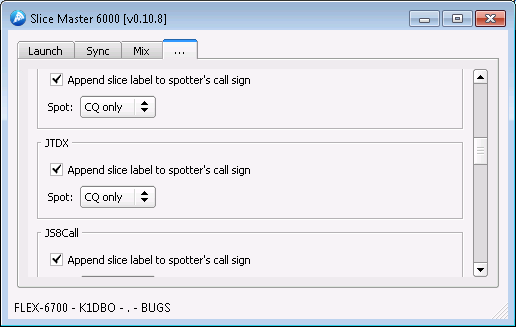 Slice Master 6000 [v0.10.8]
Launch Sync Mix ...
Append slice label to spotter's call sign
Spot: CQ only
JTDX
Append slice label to spotter's call sign
Spot: CQ only
JS8Call
Append slice label to spotter's call sign
FLEX-6700 - K1DBO - . - BUGS